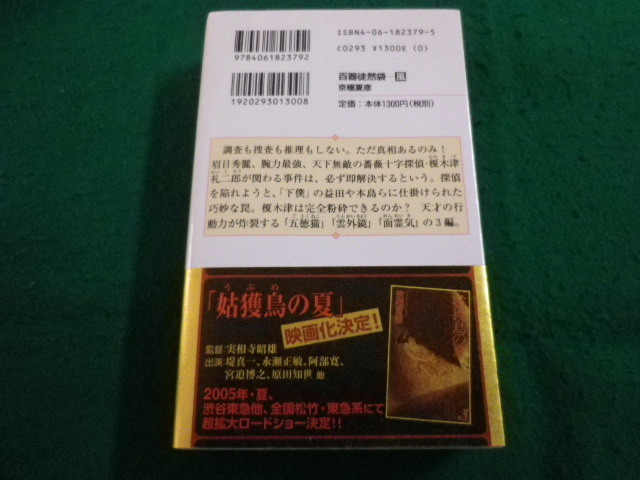 ISBN4-06-182379-5
C0293 ¥1300E (0)
9784061823792
1920293013008
百器徒然袋―風
京極夏彦
定価：本体1300円(税別)
調査も捜査も推理もしない。ただ真相あるのみ！
眉目秀麗、腕力最強、天下無敵の薔薇十字探偵・榎木津
礼二郎が関わる事件は、必ず即解決するという。探偵
を陥れようと、「下僕」の益田や本島らに仕掛けられた
巧妙な罠。榎木津は完全粉砕できるのか？ 天才の行
動力が炸裂する「五徳猫」「雲外鏡」「面霊気」の3編。
うぶめ
「姑獲鳥の夏」
映画化決定！
監督：実相寺昭雄
出演：堤真一、永瀬正敏、阿部寛、
宮迫博之、原田知世 他
2005年・夏、
渋谷東急他、全国松竹・東急系にて
超拡大ロードショー決定！！